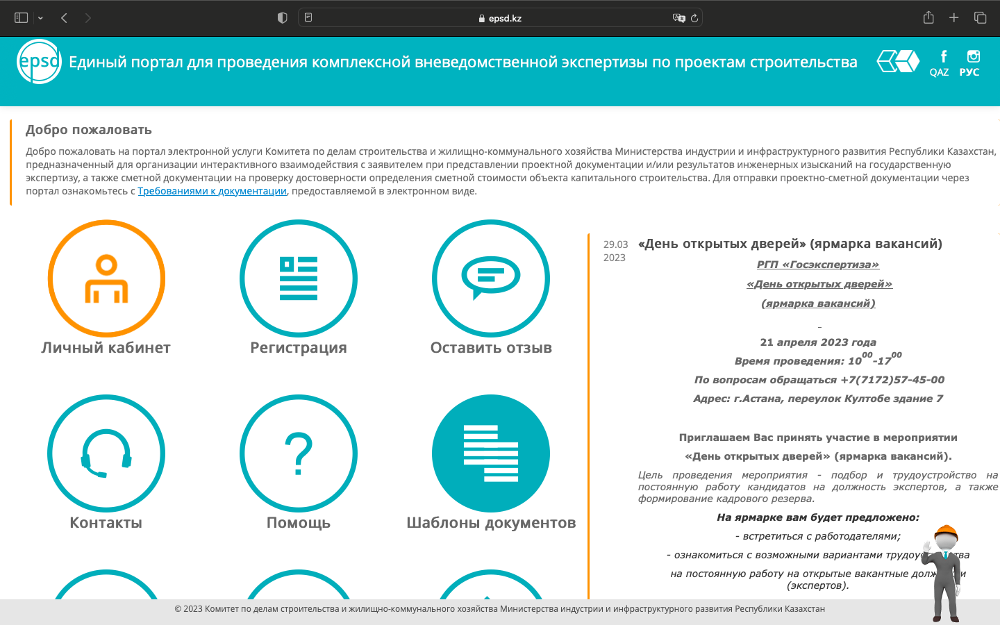 epsd.kz
epsd
Единый портал для проведения комплексной вневедомственной экспертизы по проектам строительства
QAZ РУС
Добро пожаловать
Добро пожаловать на портал электронной услуги Комитета по делам строительства и жилищно-коммунального хозяйства Министерства индустрии и инфраструктурного развития Республики Казахстан,
предназначенный для организации интерактивного взаимодействия с заявителем при представлении проектной документации и/или результатов инженерных изысканий на государственную
экспертизу, а также сметной документации на проверку достоверности определения сметной стоимости объекта капитального строительства. Для отправки проектно-сметной документации через
портал ознакомьтесь с Требованиями к документации, предоставляемой в электронном виде.
Личный кабинет
Регистрация
Оставить отзыв
Контакты
Помощь
Шаблоны документов
29.03
2023
«День открытых дверей» (ярмарка вакансий)
РГП «Госэкспертиза»
«День открытых дверей»
(ярмарка вакансий)
21 апреля 2023 года
Время проведения: 10⁰⁰-17⁰⁰
По вопросам обращаться +7(7172)57-45-00
Адрес: г.Астана, переулок Култобе здание 7
Приглашаем Вас принять участие в мероприятии
«День открытых дверей» (ярмарка вакансий).
Цель проведения мероприятия - подбор и трудоустройство на
постоянную работу кандидатов на должность экспертов, а также
формирование кадрового резерва.
На ярмарке вам будет предложено:
- встретиться с работодателями;
- ознакомиться с возможными вариантами
на постоянную работу на открытые вакантные
(экспертов).
© 2023 Комитет по делам строительства и жилищно-коммунального хозяйства Министерства индустрии и инфраструктурного развития Республики Казахстан